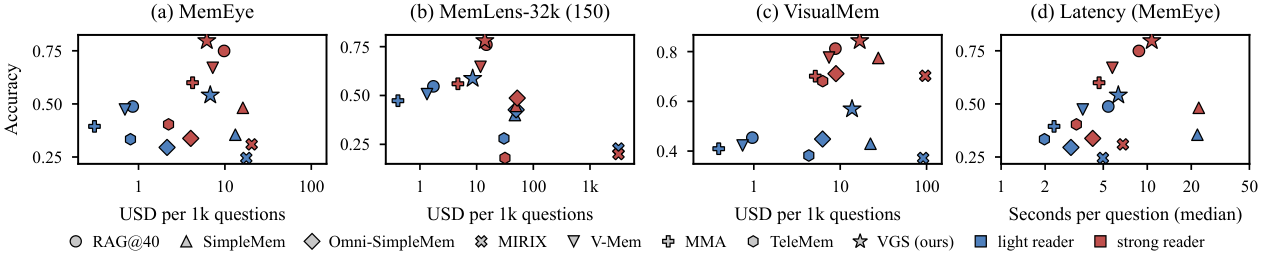 (a) MemEye
(b) MemLens-32k (150)
(c) VisualMem
(d) Latency (MemEye)
Accuracy
0.75
0.50
0.25
1
10
100
USD per 1k questions
0.75
0.50
0.25
1
10
100
1k
USD per 1k questions
0.8
0.6
0.4
1
10
100
USD per 1k questions
0.75
0.50
0.25
1
2
5
10
20
50
Seconds per question (median)
RAG@40 SimpleMem Omni-SimpleMem MIRIX V-Mem MMA TeleMem VGS (ours) light reader strong reader